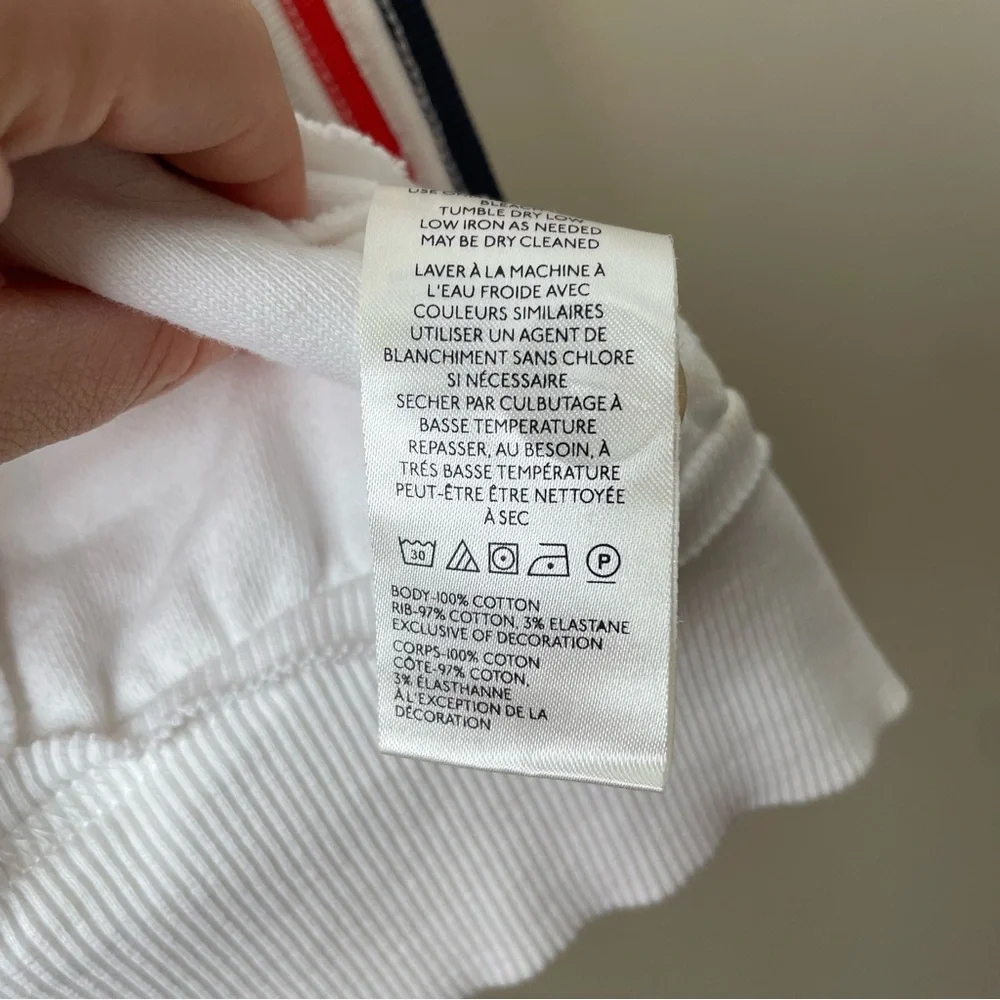 USE
BLEACH
TUMBLE DRY LOW
LOW IRON AS NEEDED
MAY BE DRY CLEANED
LAVER À LA MACHINE À
L'EAU FROIDE AVEC
COULEURS SIMILAIRES
UTILISER UN AGENT DE
BLANCHIMENT SANS CHLORE
SI NÉCESSAIRE
SECHER PAR CULBUTAGE À
BASSE TEMPERATURE
REPASSER, AU BESOIN, À
TRÉS BASSE TEMPÉRATURE
PEUT-ÊTRE ÊTRE NETTOYÉE
À SEC
30 P
BODY-100% COTTON
RIB-97% COTTON, 3% ELASTANE
EXCLUSIVE OF DECORATION
CORPS-100% COTON
CÔTE-97% COTON,
3% ÉLASTHANNE
À L'EXCEPTION DE LA
DÉCORATION